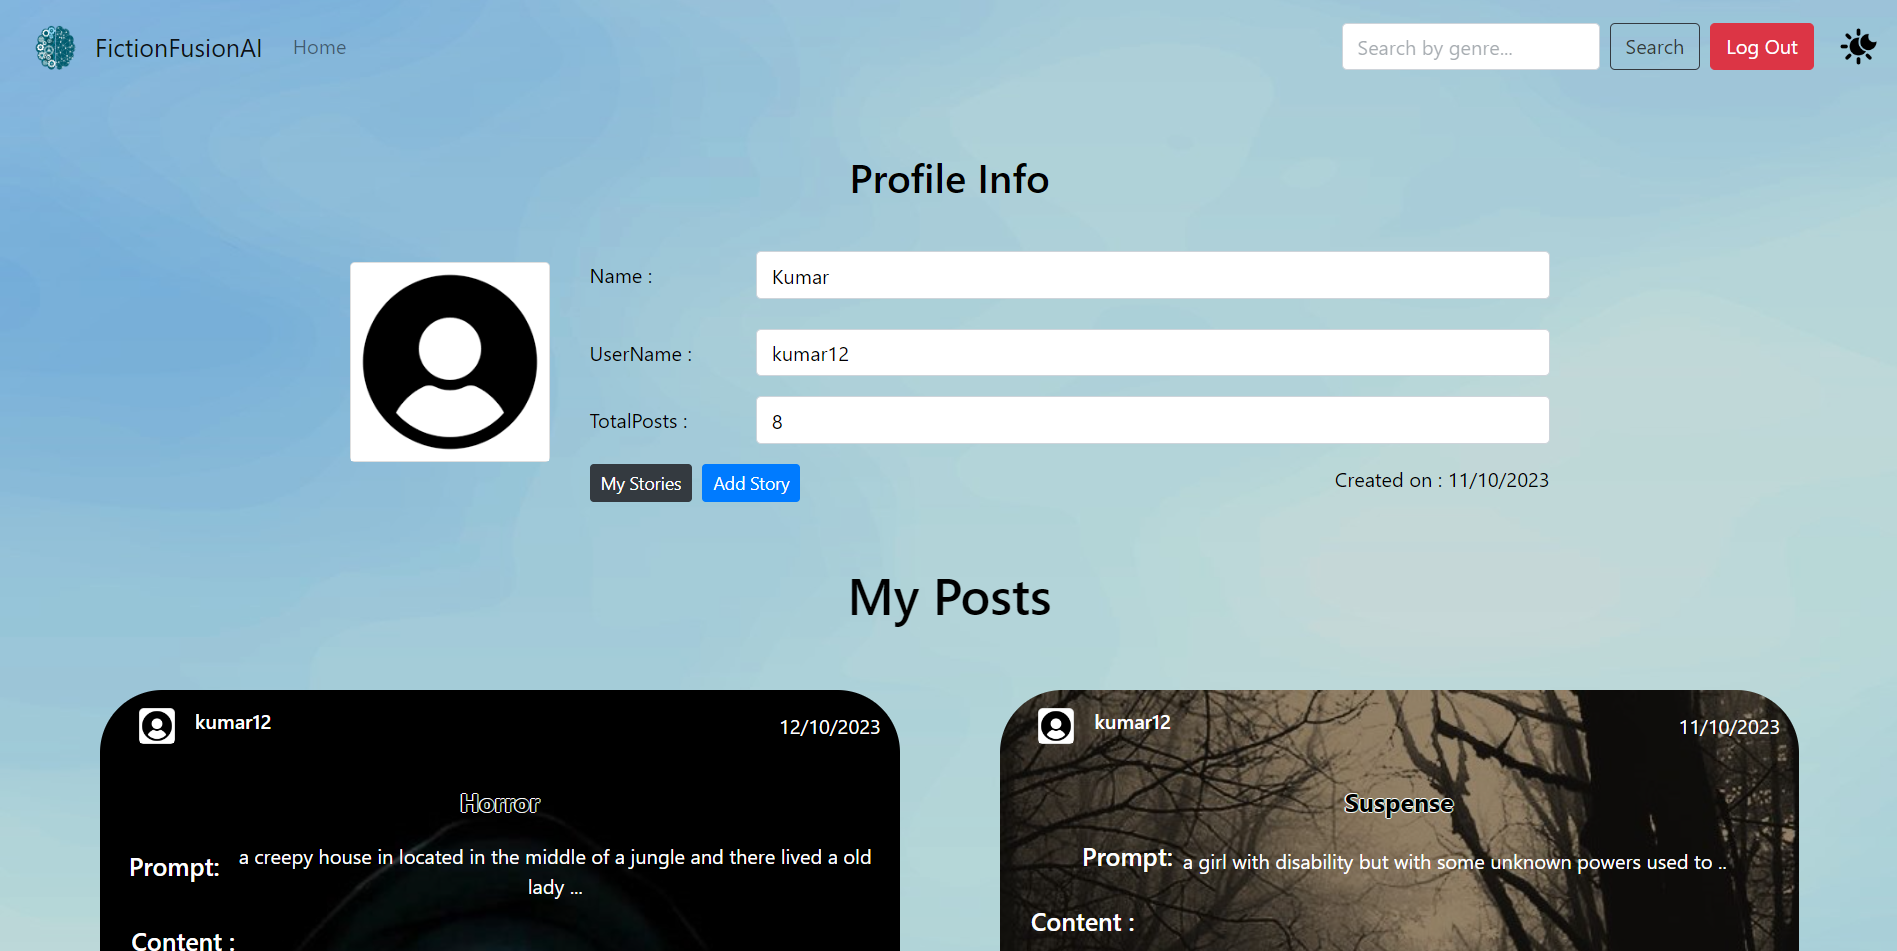 FictionFusionAI Home Search by genre... Search Log Out
Profile Info
Name : Kumar
UserName : kumar12
TotalPosts : 8
My Stories Add Story Created on : 11/10/2023
My Posts
kumar12 12/10/2023
Horror
Prompt: a creepy house in located in the middle of a jungle and there lived a old
lady ...
Content :
kumar12 11/10/2023
Suspense
Prompt: a girl with disability but with some unknown powers used to ..
Content :